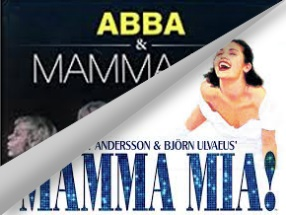 ABBA
&
MAMMA
ANDERSSON & BJÖRN ULVAEUS'
MAMMA MIA!